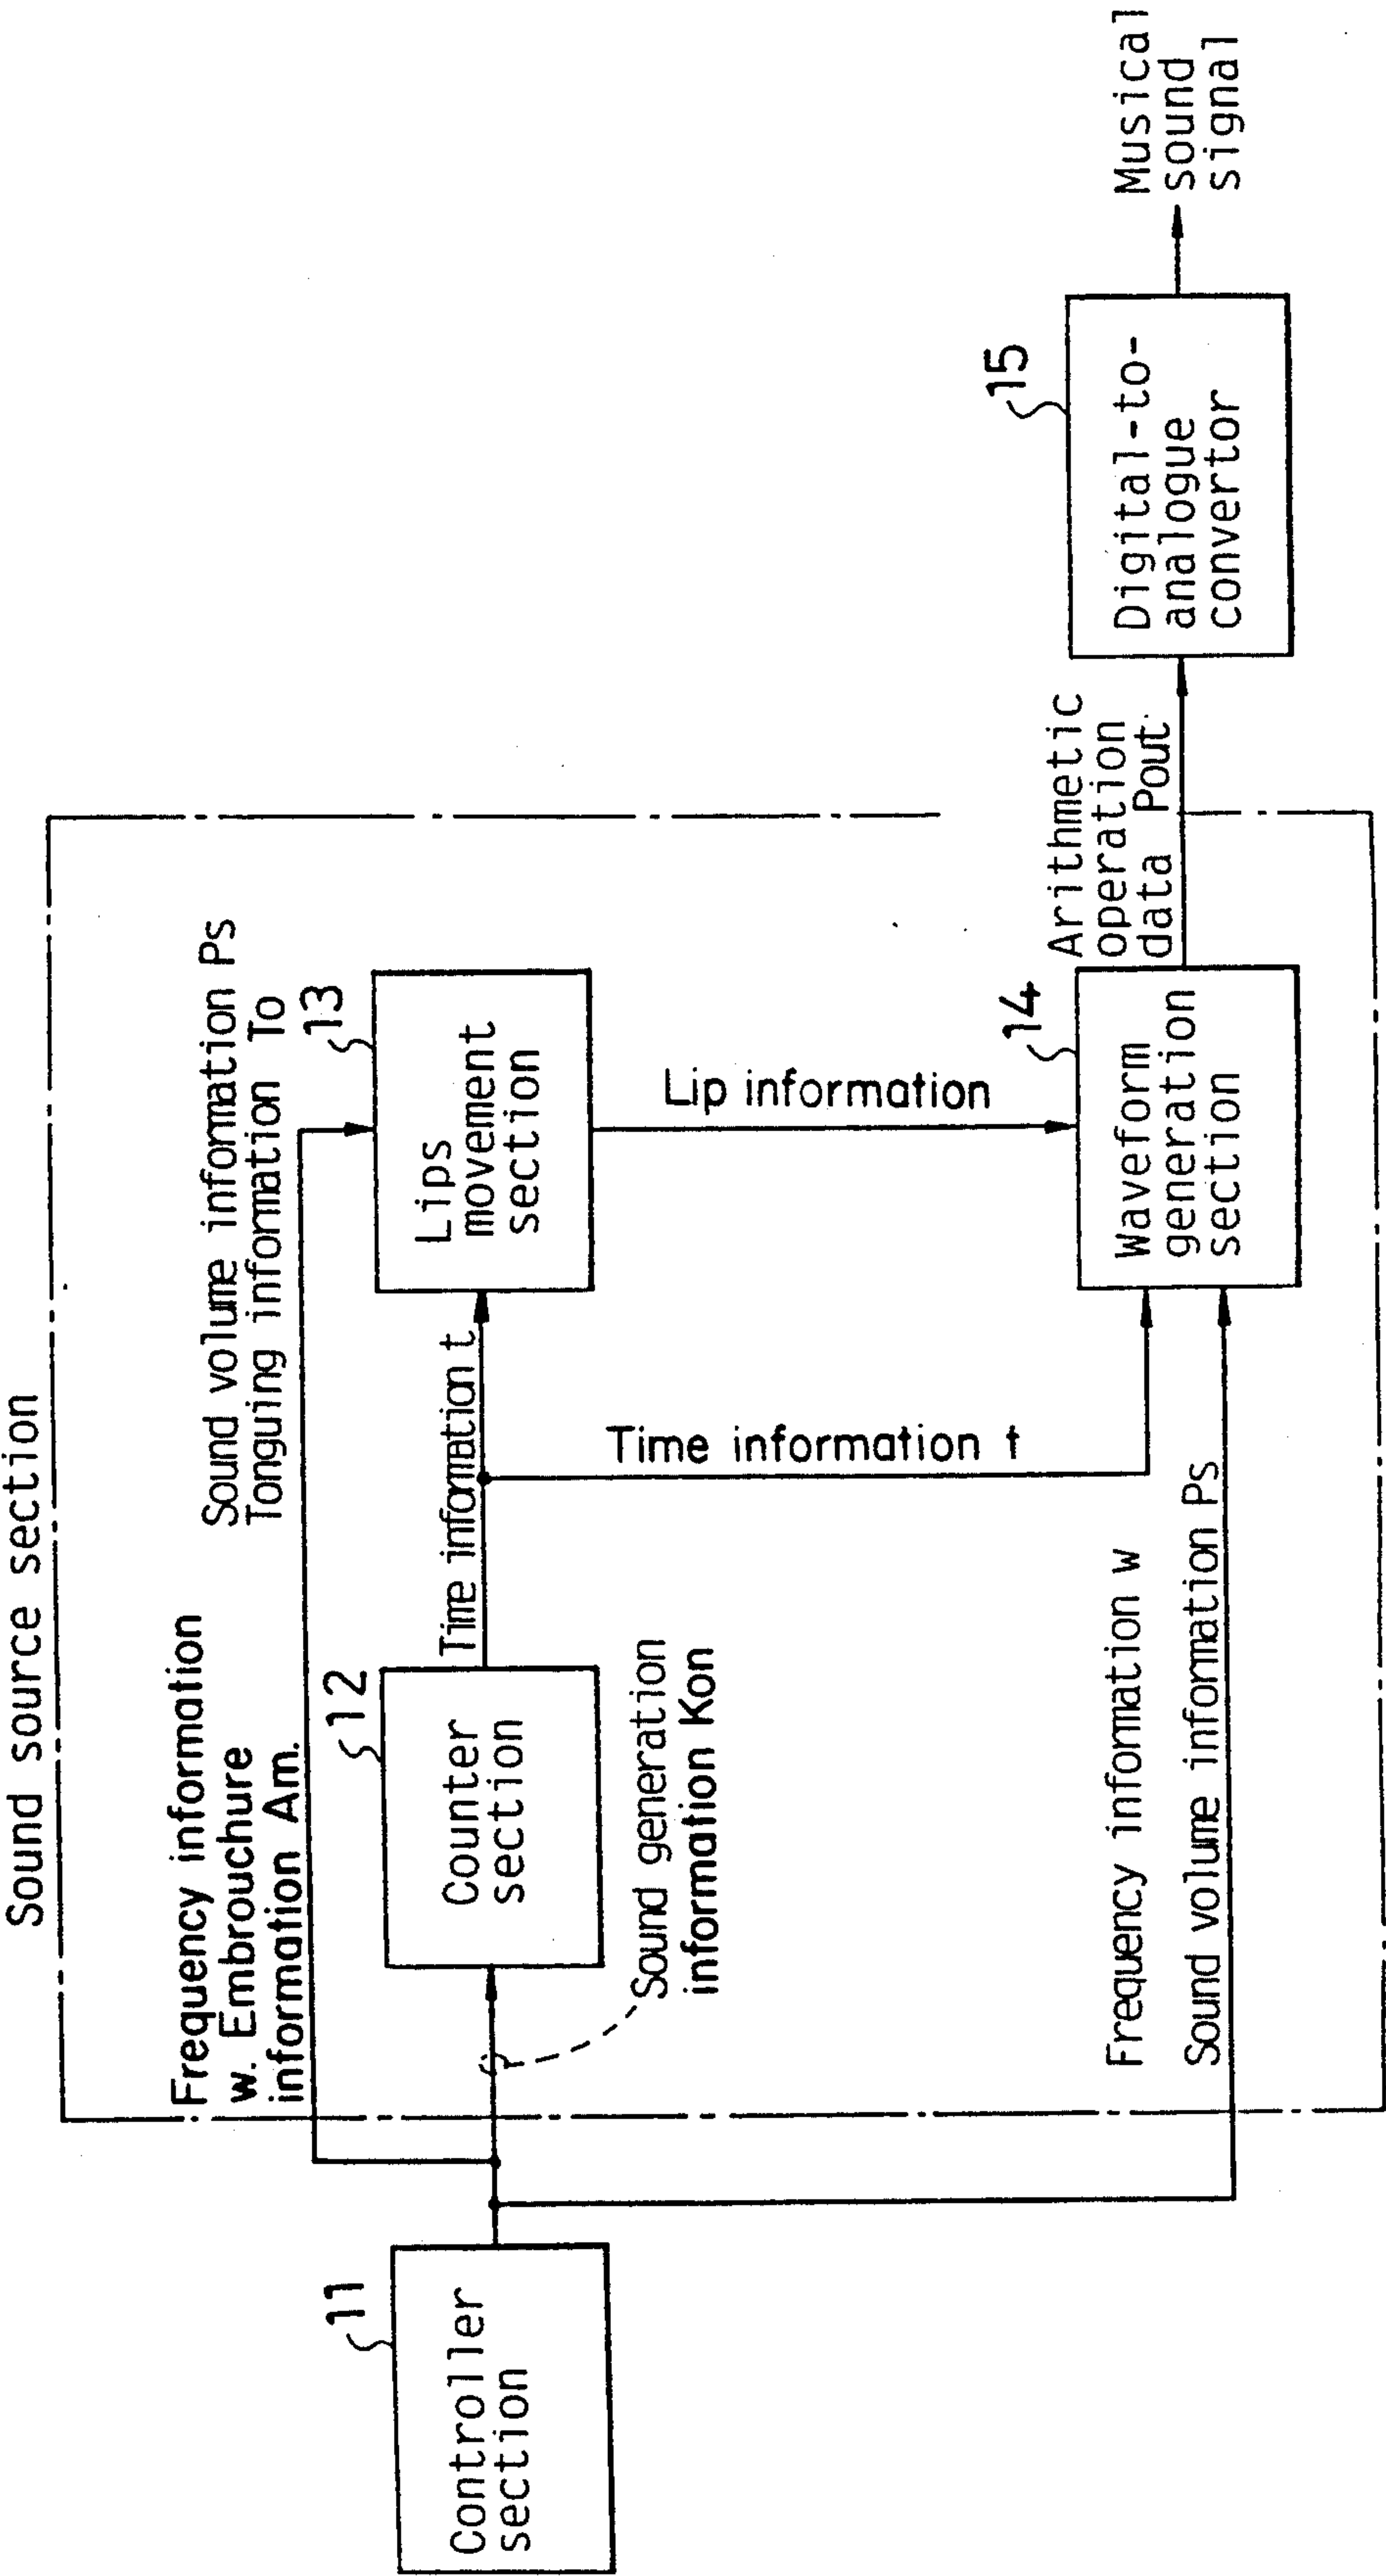 Sound source section
Frequency information
w. Embrouchure
information Am.
Sound volume information Ps
Tonguing information To
11
Controller
section
12
Counter
section
Sound generation
information Kon
Time information t
13
Lips
movement
section
Time information t
Lip information
Frequency information w
Sound volume information Ps
14
Waveform
generation
section
Arithmetic
operation
data Pout
15
Digital-to-
analogue
convertor
Musical
sound
signal